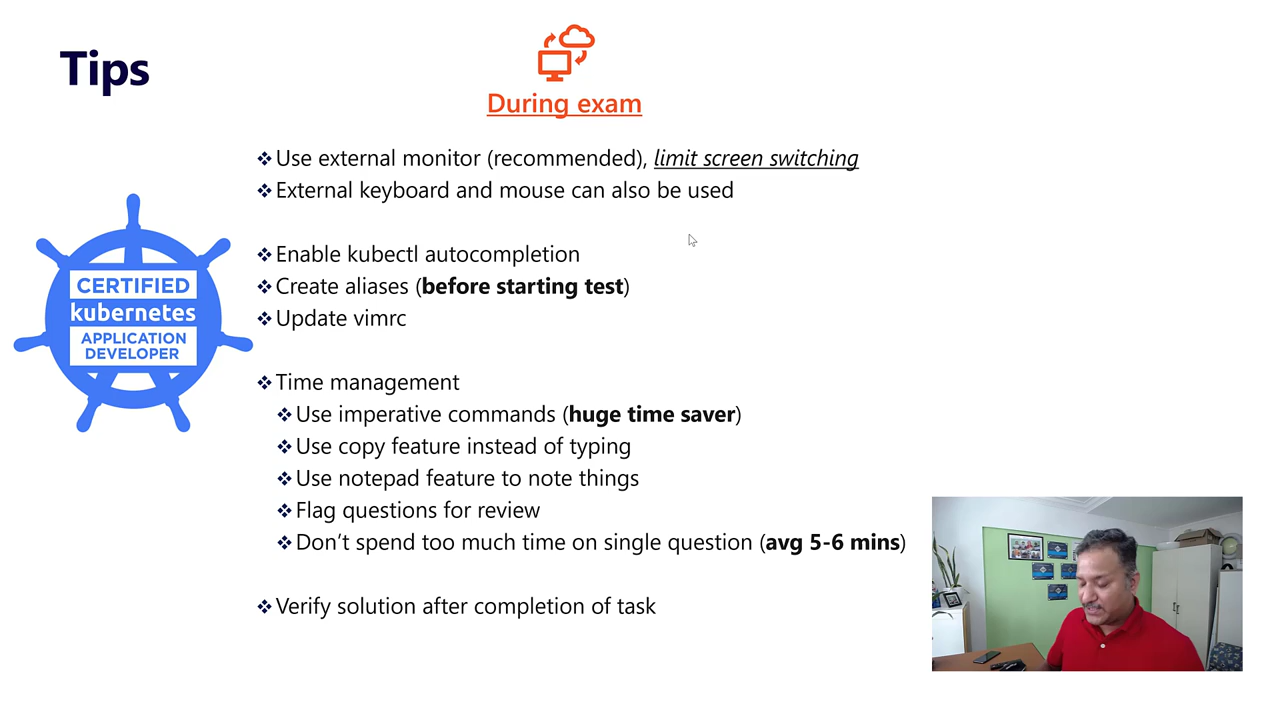 Tips
During exam
❖Use external monitor (recommended), limit screen switching
❖External keyboard and mouse can also be used
❖Enable kubectl autocompletion
❖Create aliases (before starting test)
❖Update vimrc
❖Time management
❖Use imperative commands (huge time saver)
❖Use copy feature instead of typing
❖Use notepad feature to note things
❖Flag questions for review
❖Don’t spend too much time on single question (avg 5-6 mins)
❖Verify solution after completion of task
CERTIFIED
kubernetes
APPLICATION
DEVELOPER